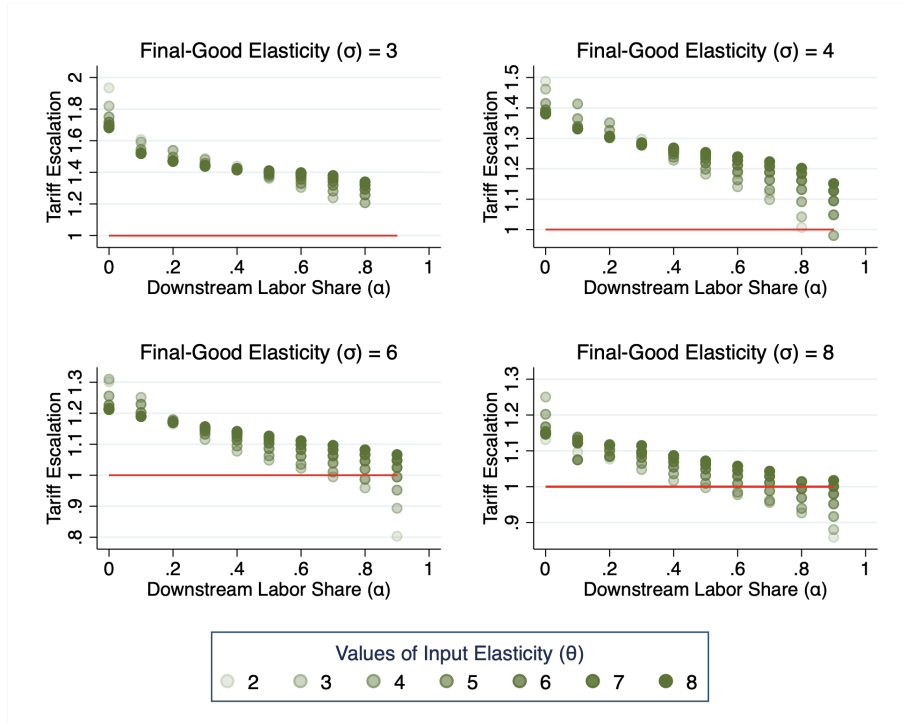 Final-Good Elasticity (σ) = 3
Tariff Escalation
2
1.8
1.6
1.4
1.2
1
0 .2 .4 .6 .8 1
Downstream Labor Share (α)
Final-Good Elasticity (σ) = 4
Tariff Escalation
1.5
1.4
1.3
1.2
1.1
1
0 .2 .4 .6 .8 1
Downstream Labor Share (α)
Final-Good Elasticity (σ) = 6
Tariff Escalation
1.3
1.2
1.1
1
.9
.8
0 .2 .4 .6 .8 1
Downstream Labor Share (α)
Final-Good Elasticity (σ) = 8
Tariff Escalation
1.3
1.2
1.1
1
.9
0 .2 .4 .6 .8 1
Downstream Labor Share (α)
Values of Input Elasticity (θ)
2 3 4 5 6 7 8